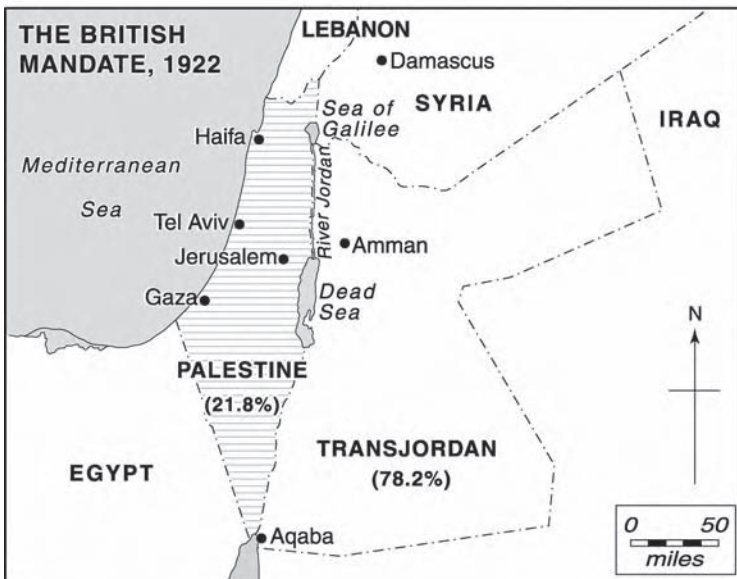 THE BRITISH
MANDATE, 1922
LEBANON
Damascus
SYRIA
Sea of
Galilee
IRAQ
Haifa
Mediterranean
Sea
River Jordan
Tel Aviv
Amman
Jerusalem
Gaza
Dead
Sea
N
PALESTINE
(21.8%)
TRANSJORDAN
(78.2%)
EGYPT
Aqaba
0 50
miles